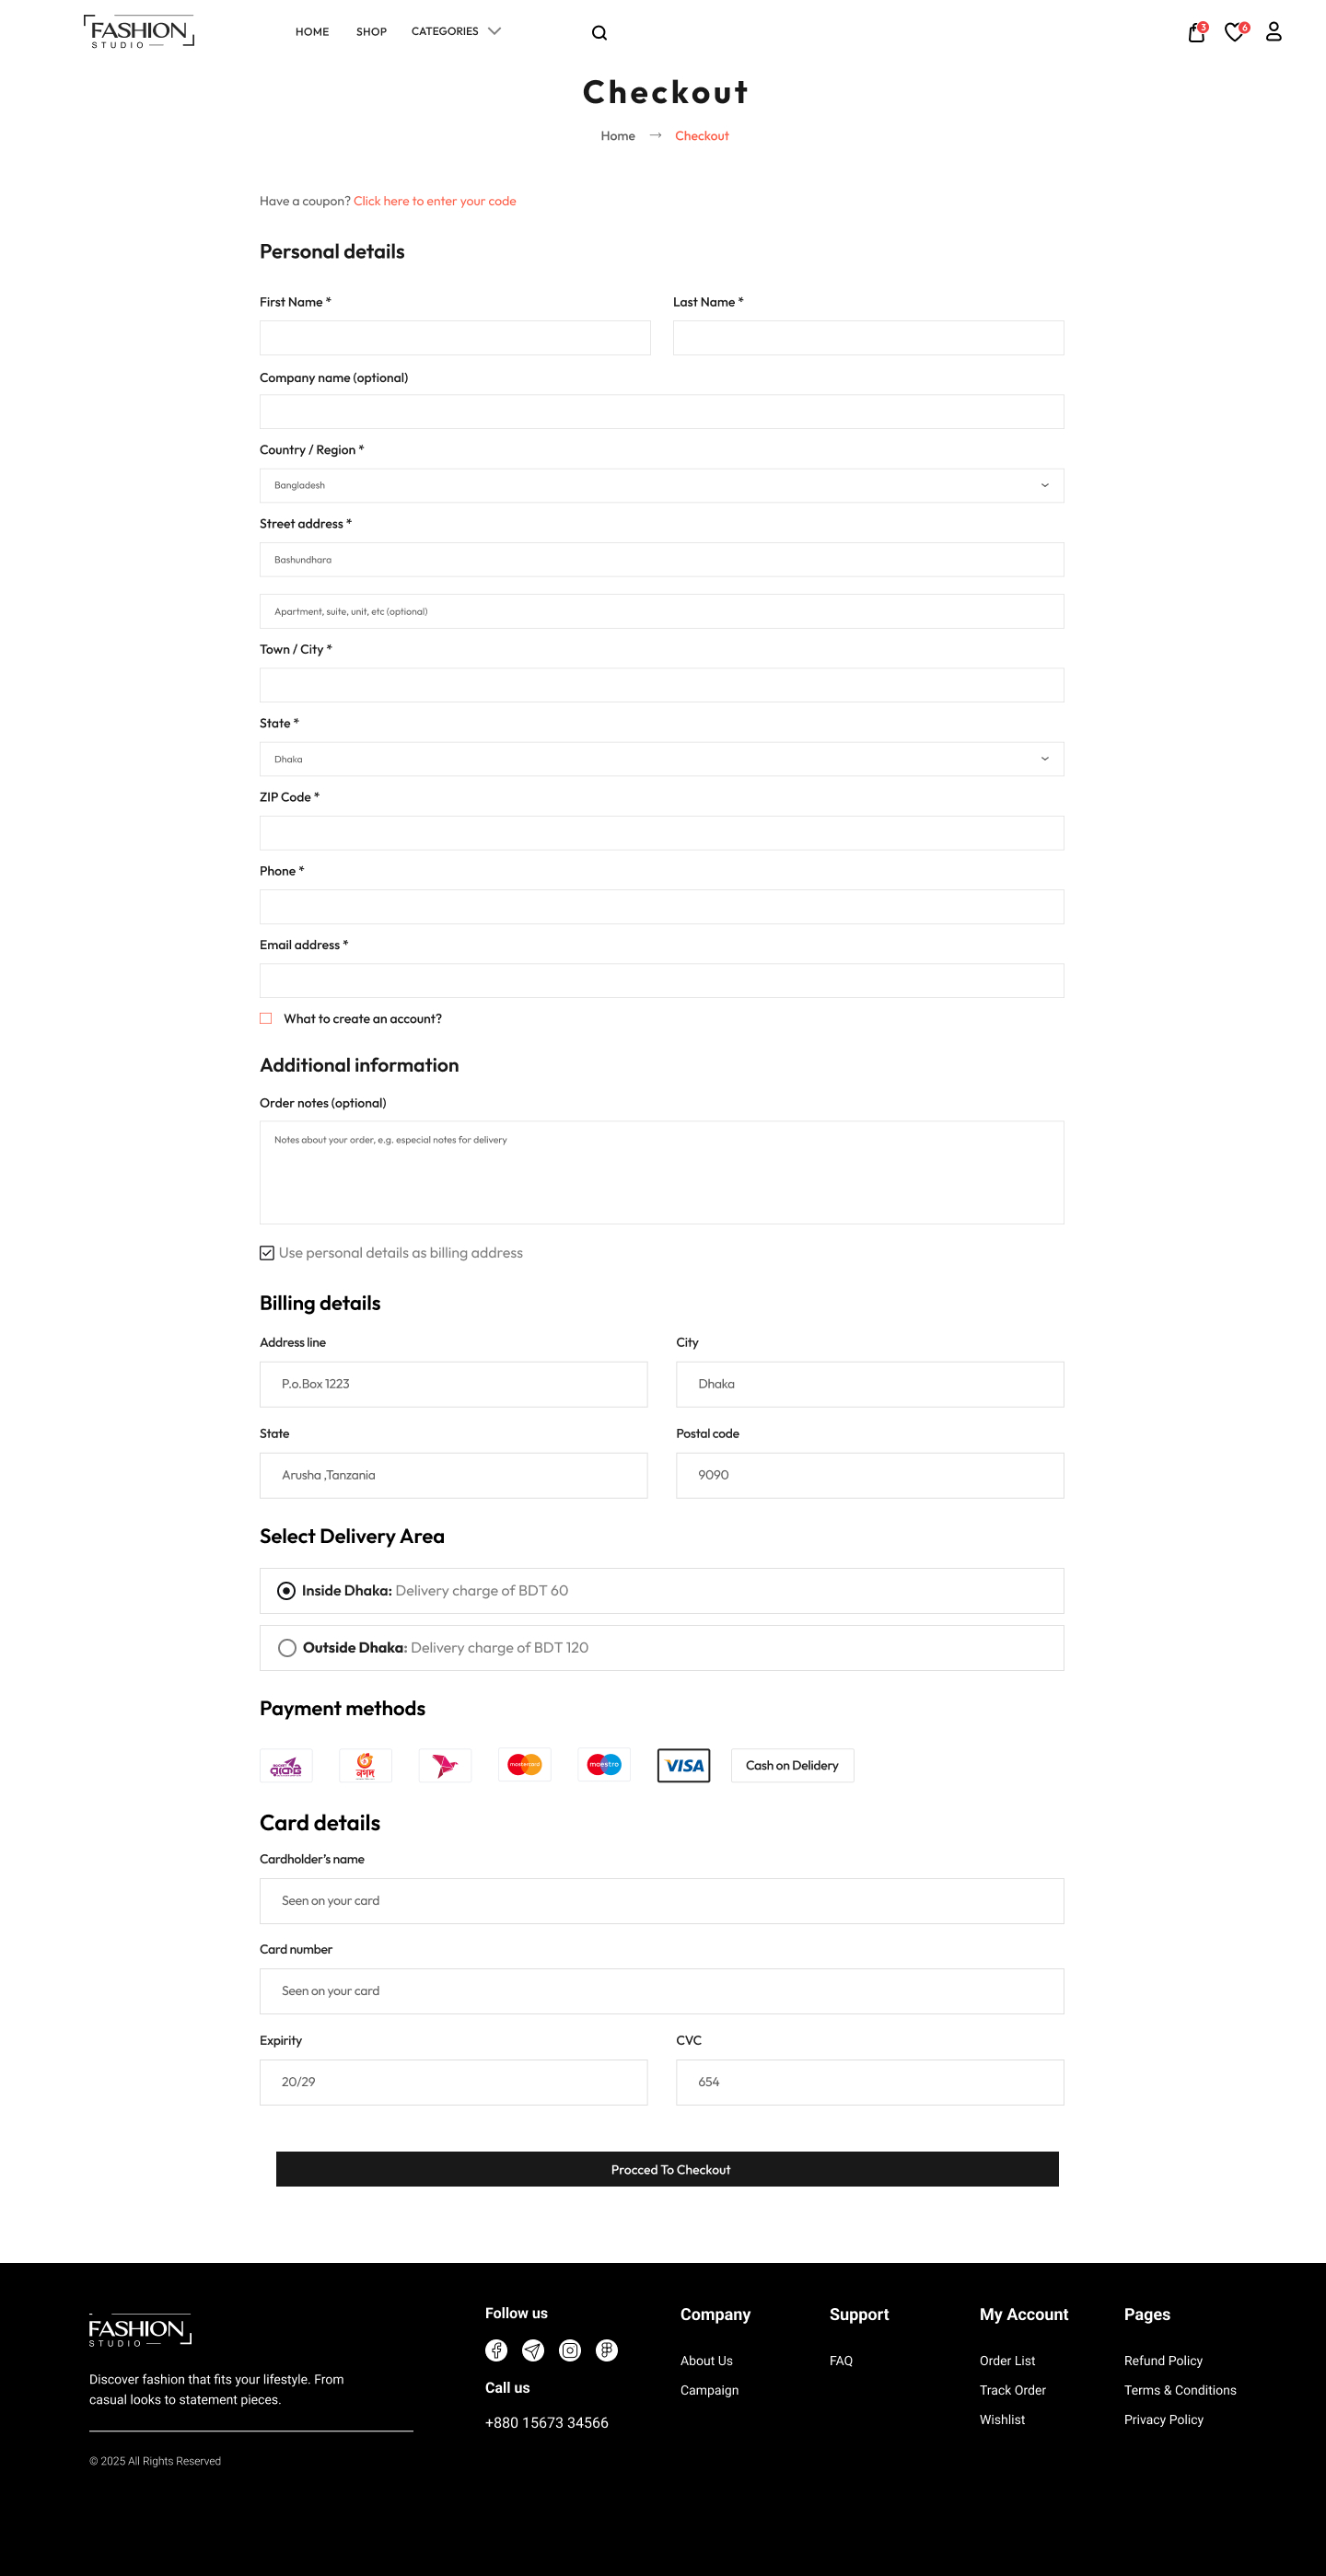 FASHION
STUDIO
HOME
SHOP
CATEGORIES
3
6
Checkout
Home
Checkout
Have a coupon? Click here to enter your code
Personal details
First Name *
Last Name *
Company name (optional)
Country / Region *
Bangladesh
Street address *
Bashundhara
Apartment, suite, unit, etc (optional)
Town / City *
State *
Dhaka
ZIP Code *
Phone *
Email address *
What to create an account?
Additional information
Order notes (optional)
Notes about your order, e.g. especial notes for delivery
Use personal details as billing address
Billing details
Address line
City
P.o.Box 1223
Dhaka
State
Postal code
Arusha ,Tanzania
9090
Select Delivery Area
Inside Dhaka: Delivery charge of BDT 60
Outside Dhaka: Delivery charge of BDT 120
Payment methods
রকেট
নগদ
mastercard
maestro
VISA
Cash on Delidery
Card details
Cardholder’s name
Seen on your card
Card number
Seen on your card
Expirity
CVC
20/29
654
Procced To Checkout
FASHION
STUDIO
Discover fashion that fits your lifestyle. From
casual looks to statement pieces.
© 2025 All Rights Reserved
Follow us
Call us
+880 15673 34566
Company
About Us
Campaign
Support
FAQ
My Account
Order List
Track Order
Wishlist
Pages
Refund Policy
Terms & Conditions
Privacy Policy